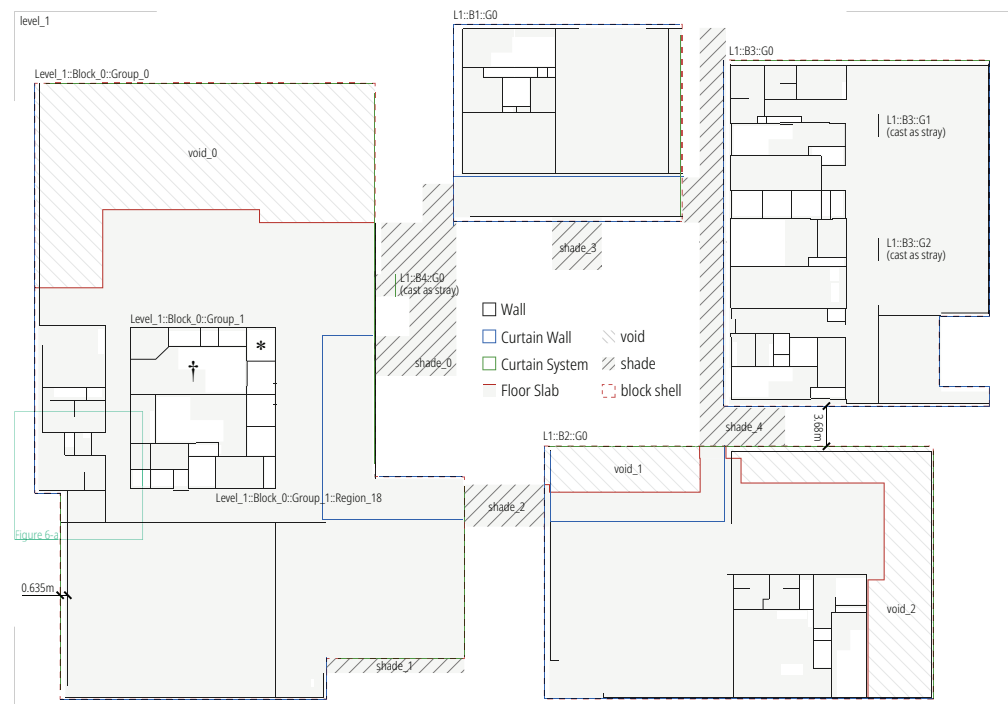 level_1
L1::B1::G0
L1::B3::G0
Level_1::Block_0::Group_0
L1::B3::G1
(cast as stray)
void_0
L1::B3::G2
(cast as stray)
shade_3
L1::B4::G0
(cast as stray)
Level_1::Block_0::Group_1
*
†
Wall
Curtain Wall
void
Curtain System
shade
Floor Slab
block shell
shade_0
shade_4
3.68m
L1::B2::G0
void_1
Level_1::Block_0::Group_1::Region_18
shade_2
Figure 6-a
0.635m
void_2
shade_1